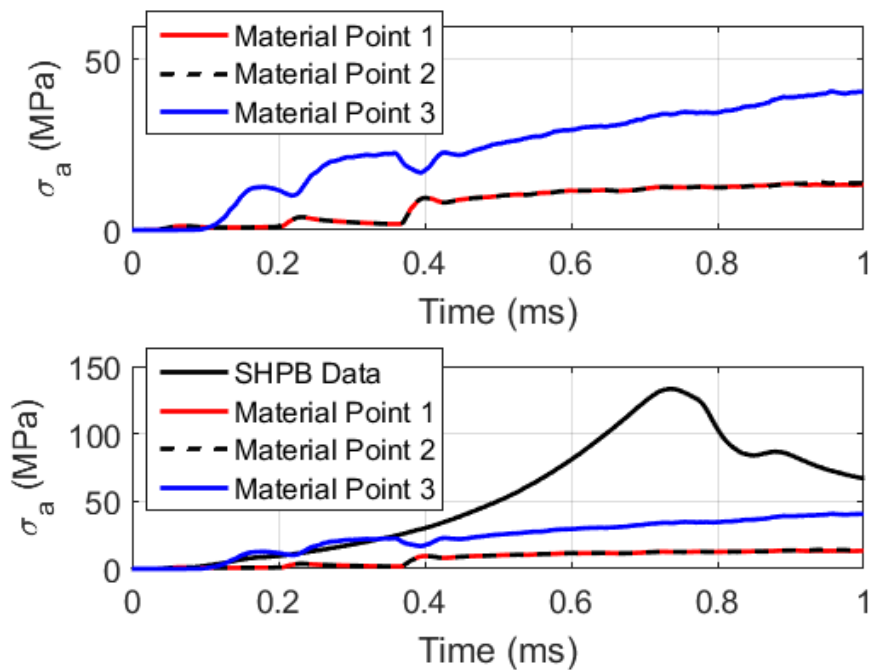 Material Point 1
Material Point 2
Material Point 3
50
0
σa (MPa)
0 0.2 0.4 0.6 0.8 1
Time (ms)
SHPB Data
Material Point 1
Material Point 2
Material Point 3
150
100
50
0
σa (MPa)
0 0.2 0.4 0.6 0.8 1
Time (ms)